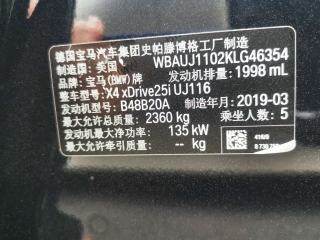 德国宝马汽车集团史帕滕博格工厂制造
制造国：美国 WBAUJ1102KLG46354
品牌：宝马(BMW)牌 发动机排量：1998 mL
整车型号：X4 xDrive25i UJ116
发动机型号：B48B20A 制造年月：2019-03
最大允许总质量：2360 kg 乘坐人数：5
发动机最大净功率：135 kW
最大允许牵引质量：-- kg